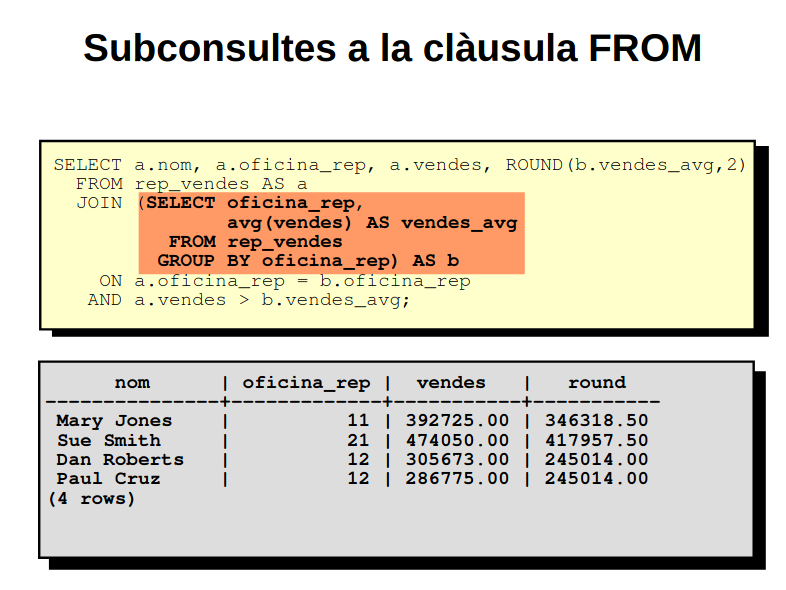 Subconsultes a la clàusula FROM
SELECT a.nom, a.oficina_rep, a.vendes, ROUND(b.vendes_avg,2)
  FROM rep_vendes AS a
  JOIN (SELECT oficina_rep,
               avg(vendes) AS vendes_avg
          FROM rep_vendes
         GROUP BY oficina_rep) AS b
    ON a.oficina_rep = b.oficina_rep
   AND a.vendes > b.vendes_avg;
      nom      | oficina_rep |  vendes   |   round
---------------+-------------+-----------+-----------
 Mary Jones    |          11 | 392725.00 | 346318.50
 Sue Smith     |          21 | 474050.00 | 417957.50
 Dan Roberts   |          12 | 305673.00 | 245014.00
 Paul Cruz     |          12 | 286775.00 | 245014.00
(4 rows)